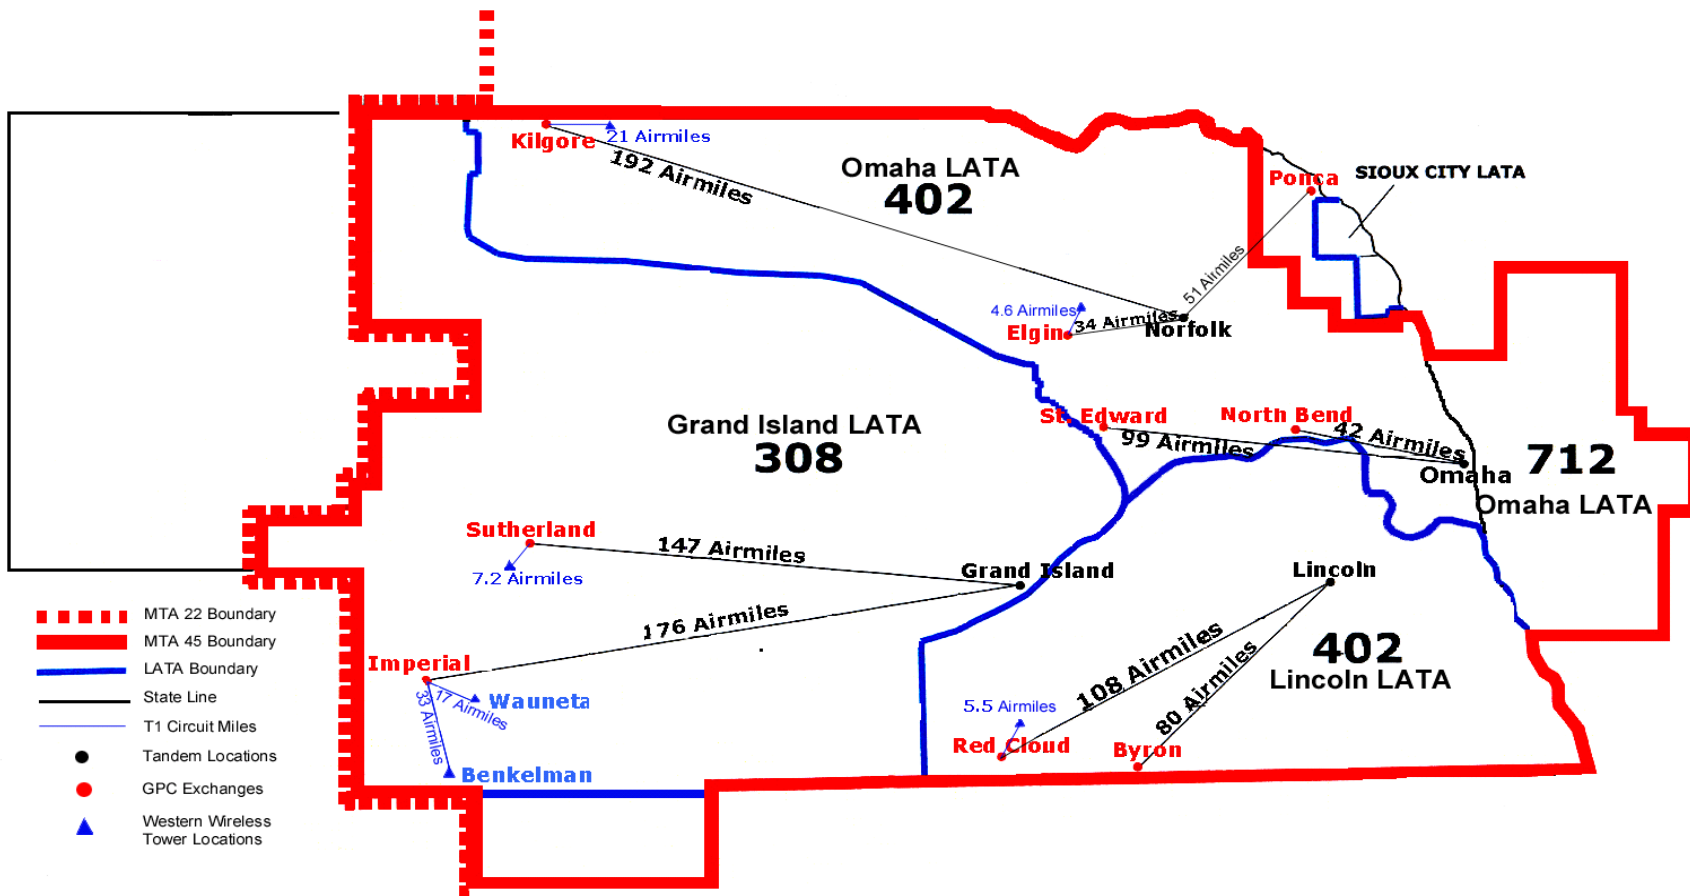 Kilgore
21 Airmiles
192 Airmiles
Omaha LATA
402
Ponca
SIOUX CITY LATA
51 Airmiles
4.6 Airmiles
Elgin
34 Airmiles
Norfolk
St. Edward
99 Airmiles
North Bend
42 Airmiles
Omaha
712
Omaha LATA
Grand Island LATA
308
Sutherland
147 Airmiles
7.2 Airmiles
Grand Island
Lincoln
176 Airmiles
Imperial
Wauneta
17 Airmiles
33 Airmiles
Benkelman
402
Lincoln LATA
108 Airmiles
80 Airmiles
5.5 Airmiles
Red Cloud
Byron
MTA 22 Boundary
MTA 45 Boundary
LATA Boundary
State Line
T1 Circuit Miles
Tandem Locations
GPC Exchanges
Western Wireless
Tower Locations